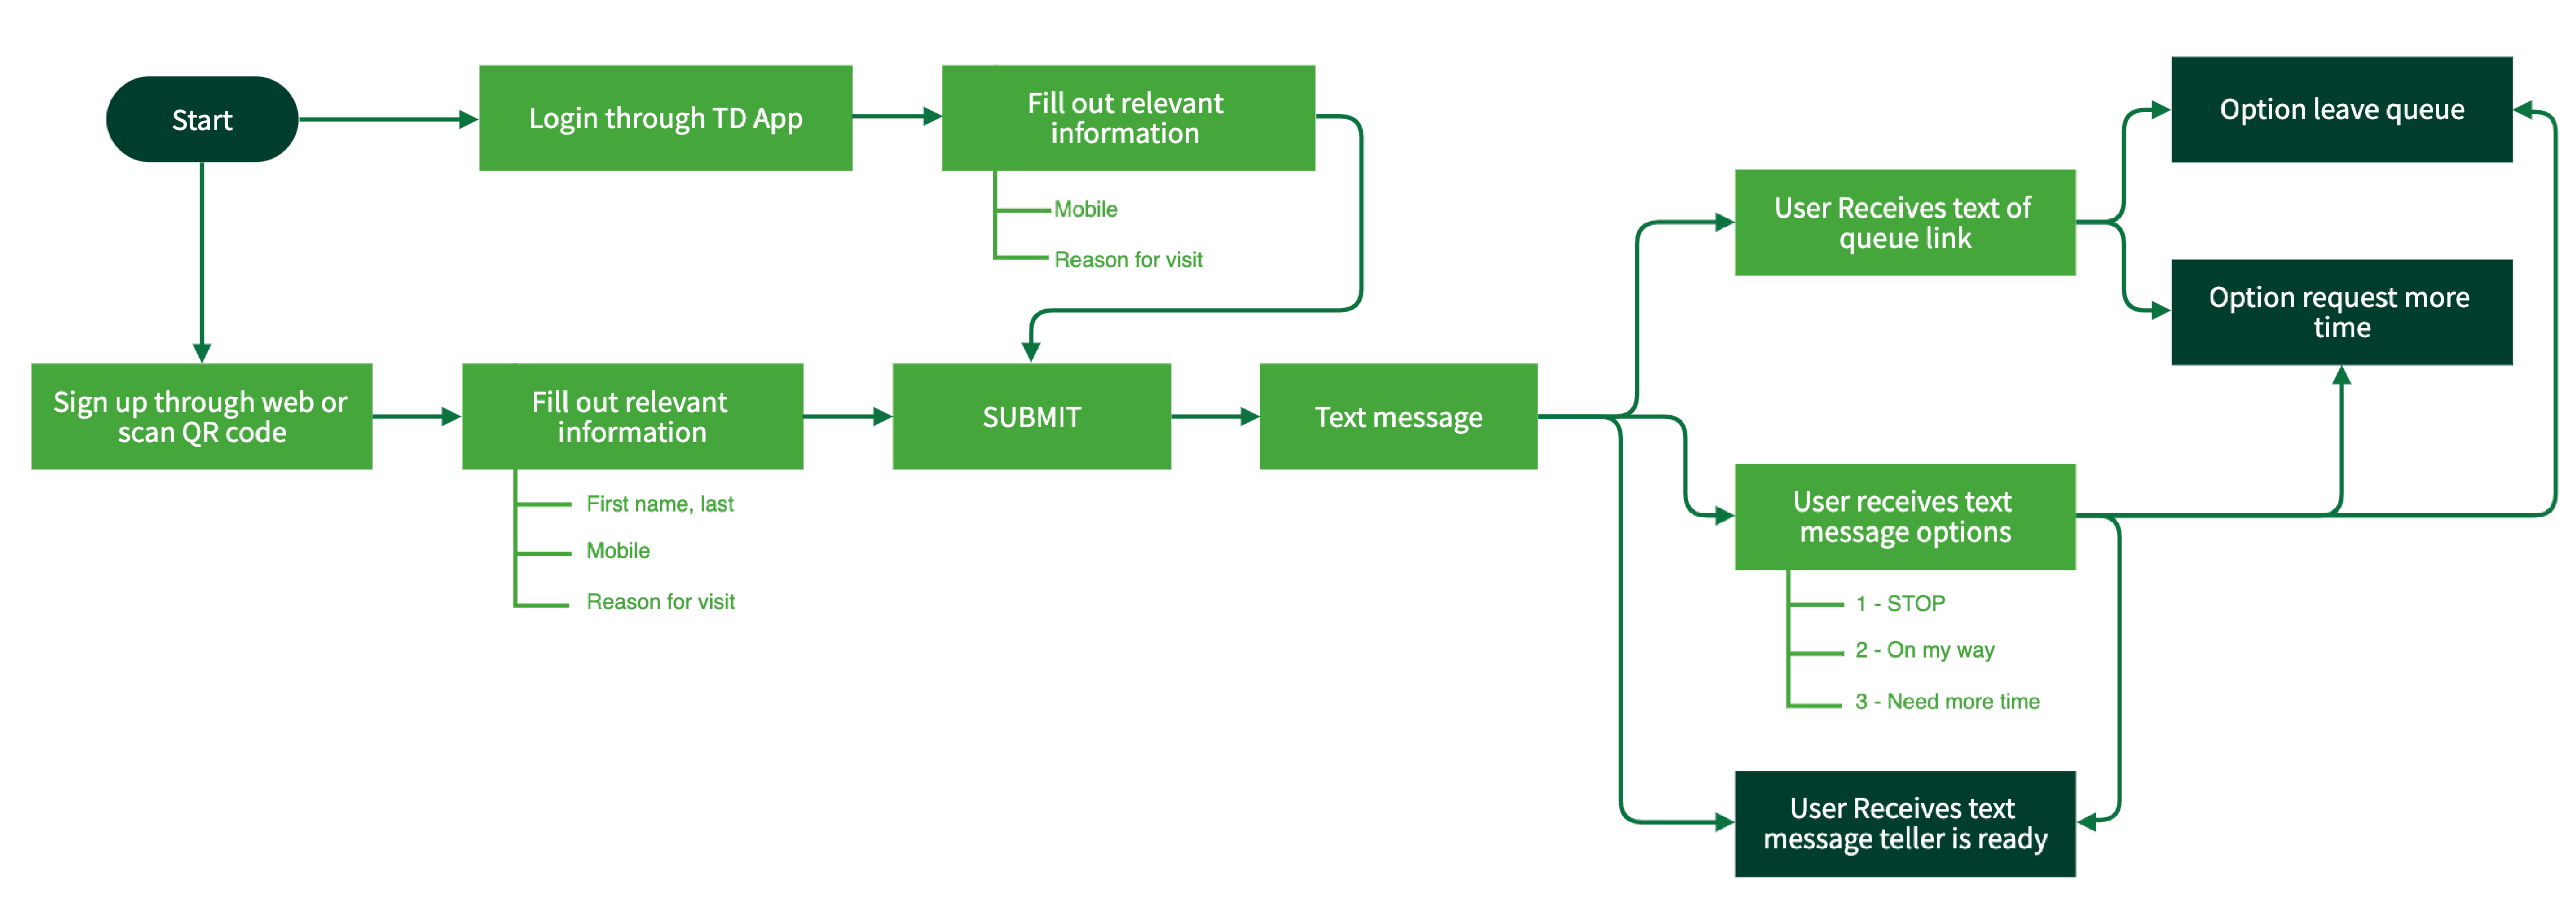 Start
Login through TD App
Fill out relevant
information
Mobile
Reason for visit
Sign up through web or
scan QR code
Fill out relevant
information
First name, last
Mobile
Reason for visit
SUBMIT
Text message
User Receives text of
queue link
Option leave queue
Option request more
time
User receives text
message options
1 - STOP
2 - On my way
3 - Need more time
User Receives text
message teller is ready